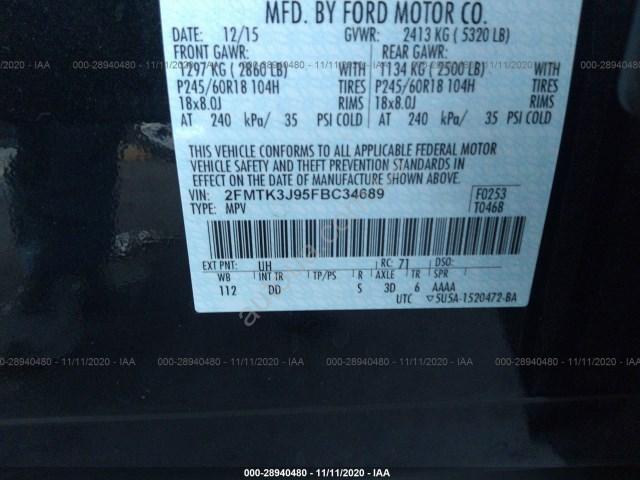 MFD. BY FORD MOTOR CO.
DATE: 12/15 GVWR: 2413 KG ( 5320 LB)
FRONT GAWR: REAR GAWR:
1297 KG ( 2860 LB) WITH 1134 KG ( 2500 LB) WITH
P245/60R18 104H TIRES P245/60R18 104H TIRES
18x8.0J RIMS 18x8.0J RIMS
AT 240 kPa/ 35 PSI COLD AT 240 kPa/ 35 PSI COLD
THIS VEHICLE CONFORMS TO ALL APPLICABLE FEDERAL MOTOR
VEHICLE SAFETY AND THEFT PREVENTION STANDARDS
IN EFFECT ON THE DATE OF MANUFACTURE SHOWN ABOVE.
VIN: 2FMTK3J95FBC34689 F0253
TYPE: MPV T0468
EXT PNT: UH RC: 71 DSO:
WB INT TR TP/PS R AXLE TR SPR
112 DD S 3D 6 AAAA
UTC ▽5U5A-1520472-BA
000-28940480 - 11/11/2020 - IAA